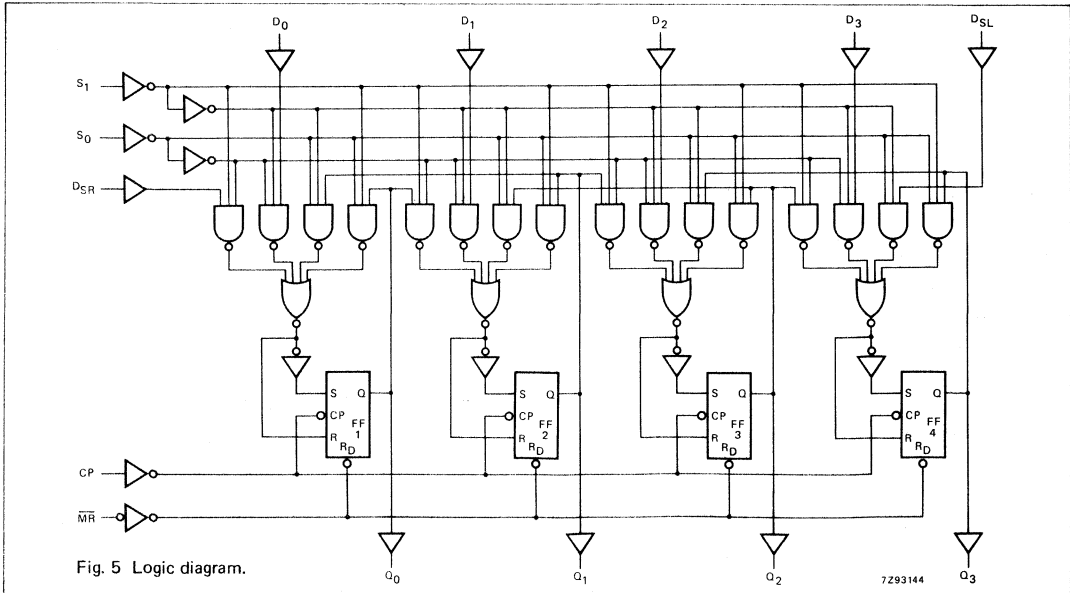 D0 D1 D2 D3 DSL
S1
S0
DSR
S Q S Q S Q S Q
CP CP CP CP
FF FF FF FF
1 2 3 4
R R R R
RD RD RD RD
CP
MR
Fig. 5 Logic diagram.
Q0 Q1 Q2 Q3
7Z93144